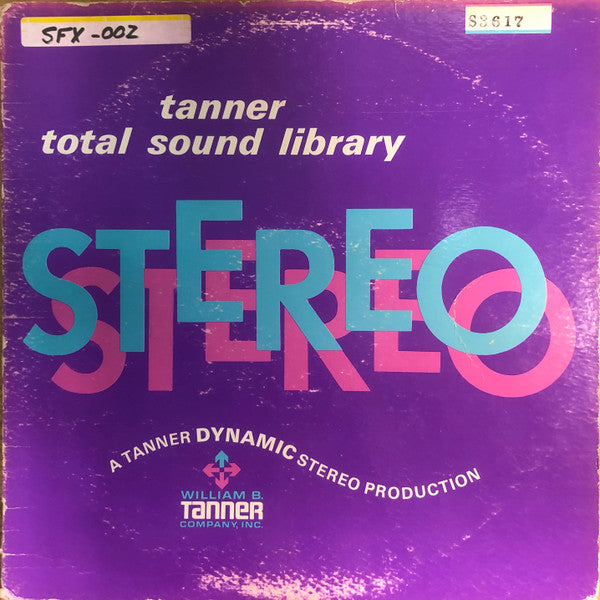 SFX-002
S3617
tanner
total sound library
STEREO
STEREO
A TANNER DYNAMIC STEREO PRODUCTION
WILLIAM B.
TANNER
COMPANY, INC.